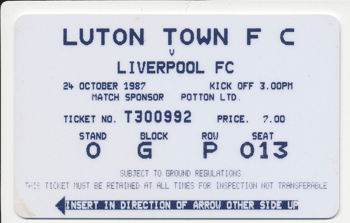 LUTON TOWN F C
V
LIVERPOOL FC
24 OCTOBER 1987 KICK OFF 3.00PM
MATCH SPONSOR POTTON LTD.
TICKET NO. T300992 PRICE. 7.00
STAND BLOCK ROW SEAT
O G P 013
SUBJECT TO GROUND REGULATIONS
THIS TICKET MUST BE RETAINED AT ALL TIMES FOR INSPECTION NOT TRANSFERABLE
INSERT IN DIRECTION OF ARROW OTHER SIDE UP